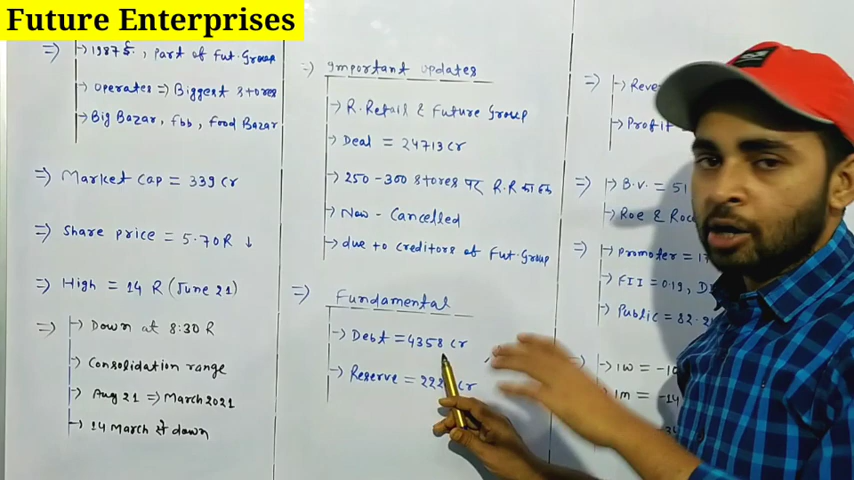 Future Enterprises
=> → 1987 ई., Part of Fut. Group
→ Operates => Biggest stores
→ Big Bazar, fbb, Food Bazar
=> Market Cap = 339 Cr
=> Share price = 5.70 R ↓
=> High = 14 R (June 21)
=> → Down at 8:30 R
→ Consolidation range
→ Aug 21 => March 2021
→ 14 March से down
=> Important updates
→ R. Retail & Future Group
→ Deal = 24713 Cr
→ 250 - 300 stores पर R.R का हक
→ Now - Cancelled
→ due to creditors of Fut. Group
=> Fundamental
→ Debt = 4358 Cr
→ Reserve = 222 Cr
=> → 
→ Profit
=> → B.V. = 51
→ Roe & Roce
=> → Promoter = 17
→ FII = 0.19,
→ Public = 82.
→ 1W = -10
→ 1m = -14